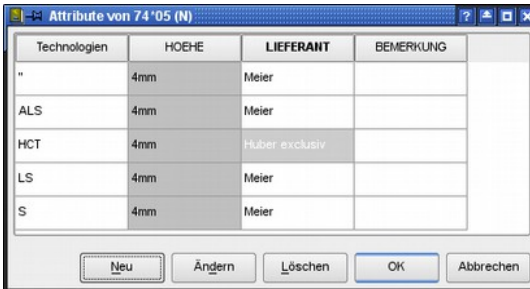 Attribute von 74*05 (N)
Technologien HOEHE LIEFERANT BEMERKUNG
" 4mm Meier
ALS 4mm Meier
HCT 4mm Huber exclusiv
LS 4mm Meier
S 4mm Meier
Neu Ändern Löschen OK Abbrechen